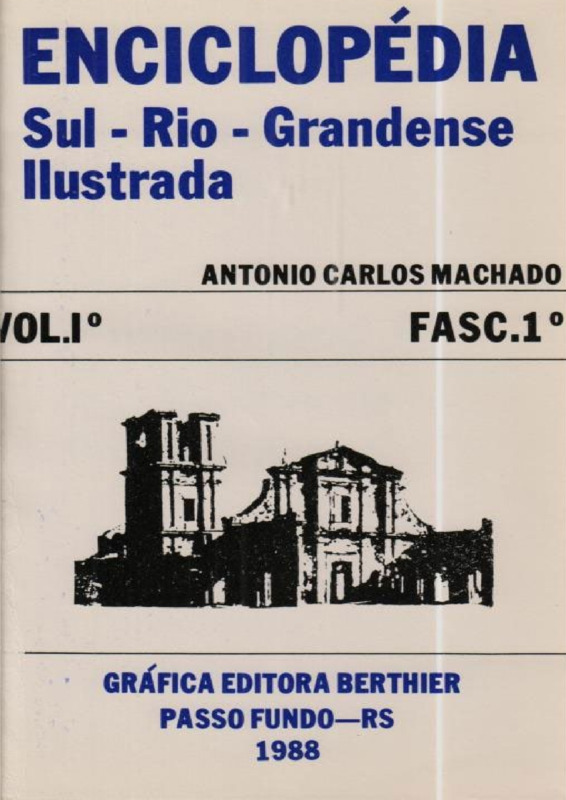 ENCICLOPÉDIA
Sul - Rio - Grandense
Ilustrada
ANTONIO CARLOS MACHADO
VOL.Iº
FASC.1º
GRÁFICA EDITORA BERTHIER
PASSO FUNDO—RS
1988